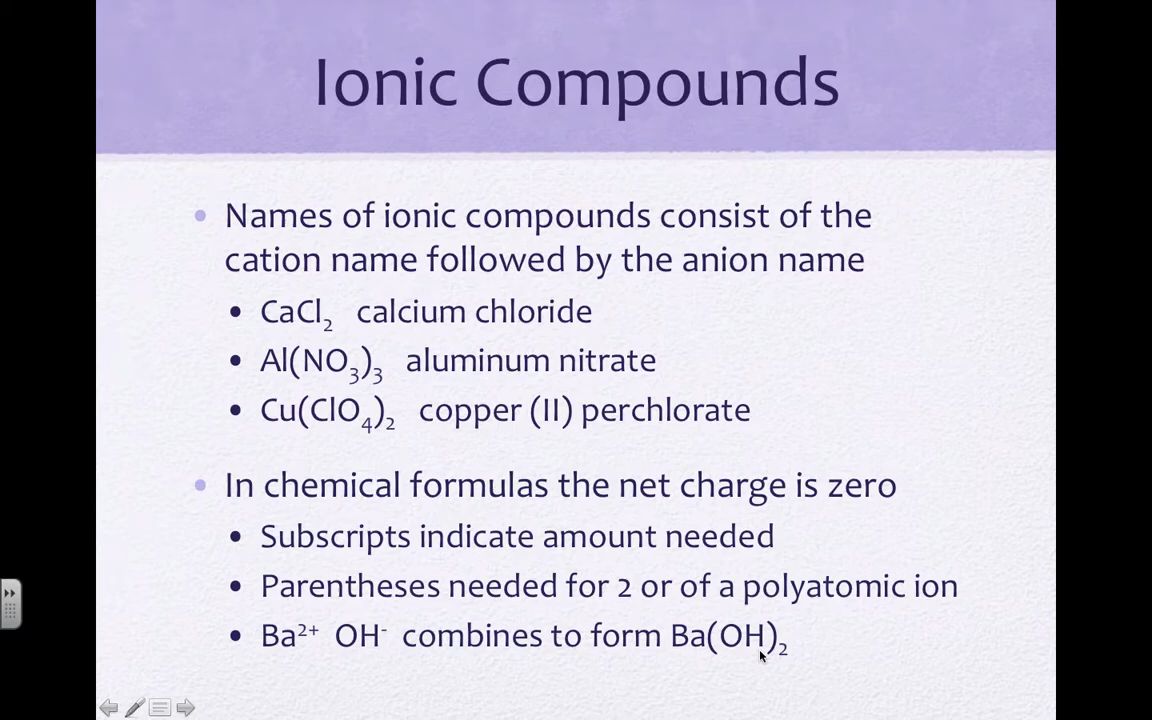 Ionic Compounds
• Names of ionic compounds consist of the
cation name followed by the anion name
• CaCl₂ calcium chloride
• Al(NO₃)₃ aluminum nitrate
• Cu(ClO₄)₂ copper (II) perchlorate
• In chemical formulas the net charge is zero
• Subscripts indicate amount needed
• Parentheses needed for 2 or of a polyatomic ion
• Ba²⁺ OH⁻ combines to form Ba(OH)₂